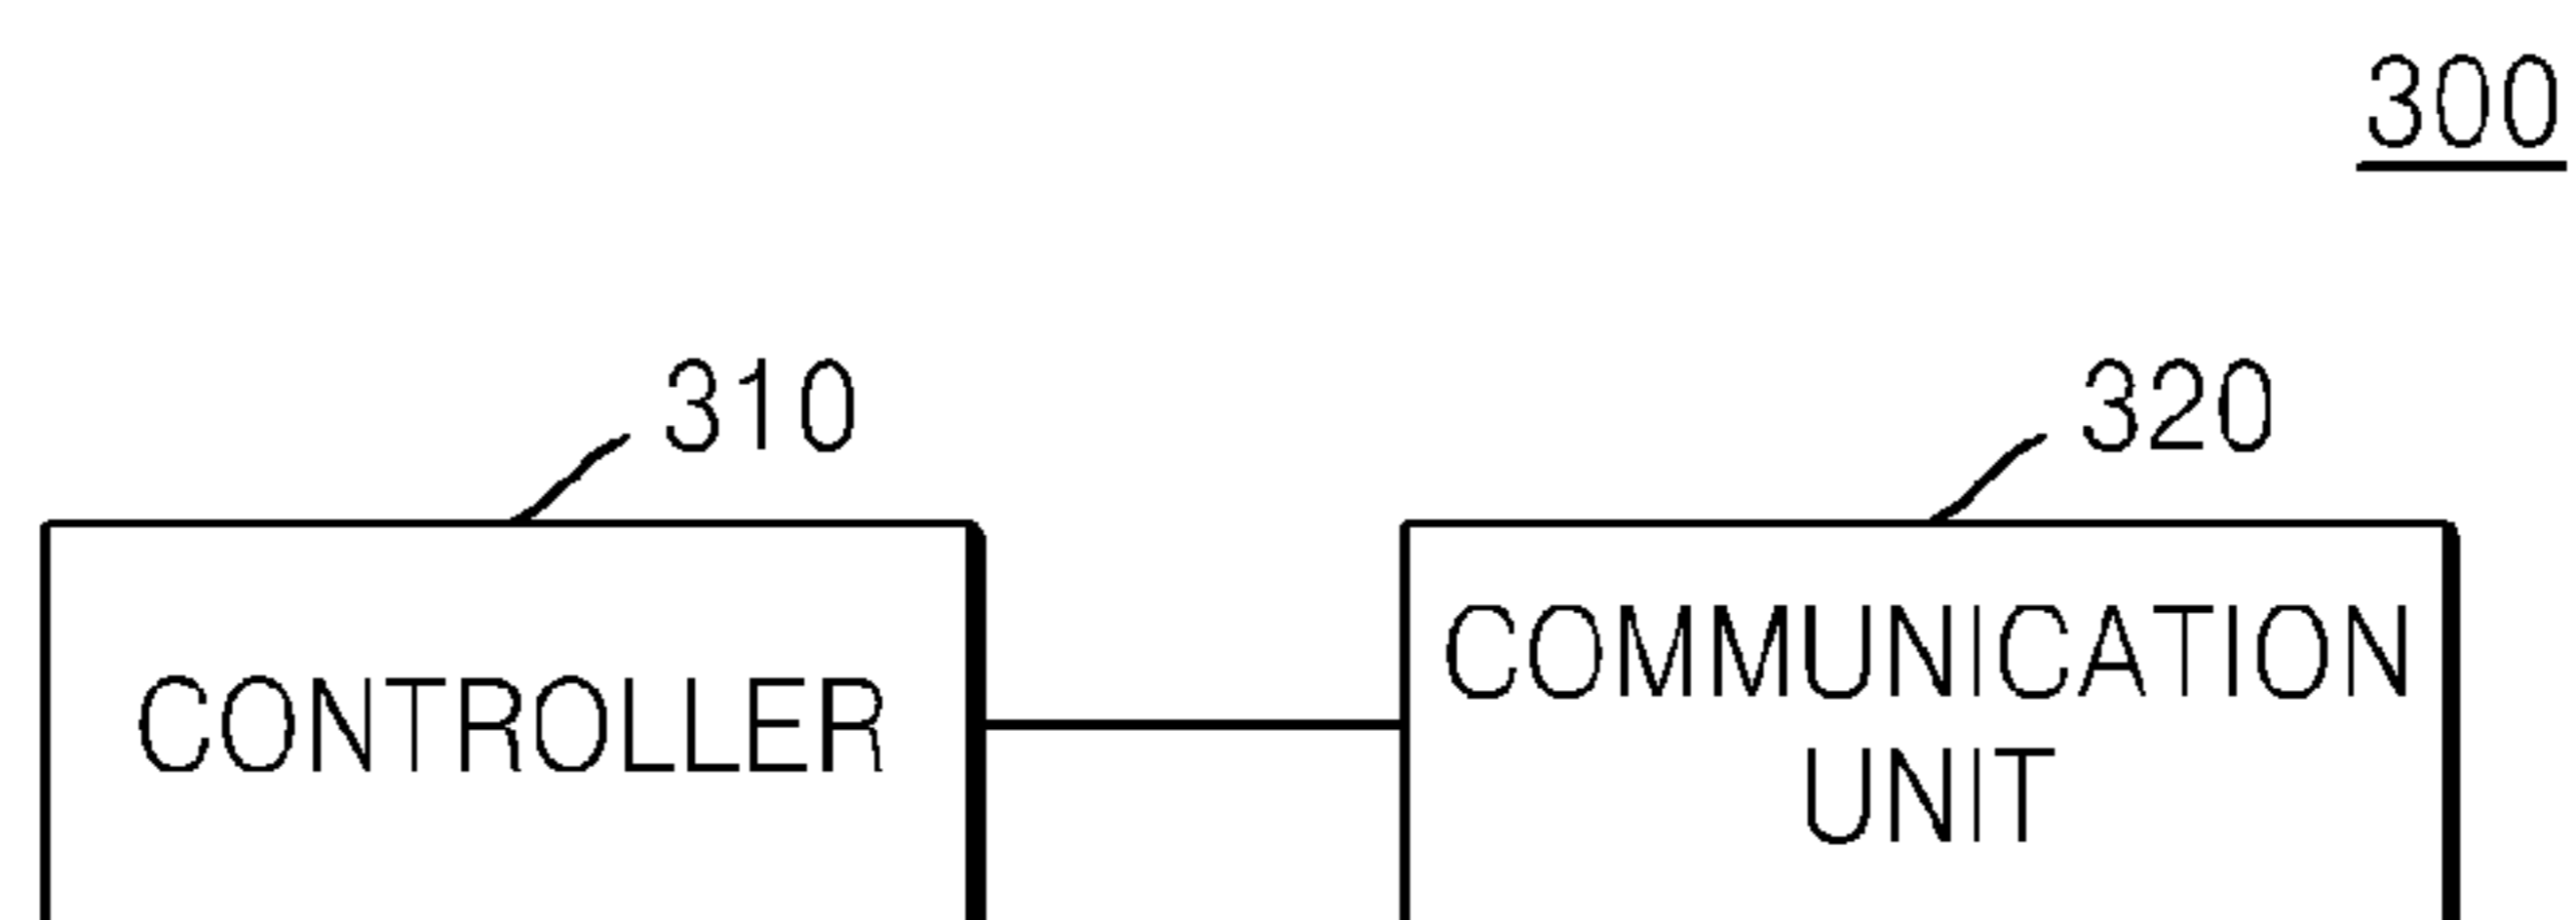 300
310
320
CONTROLLER
COMMUNICATION
UNIT